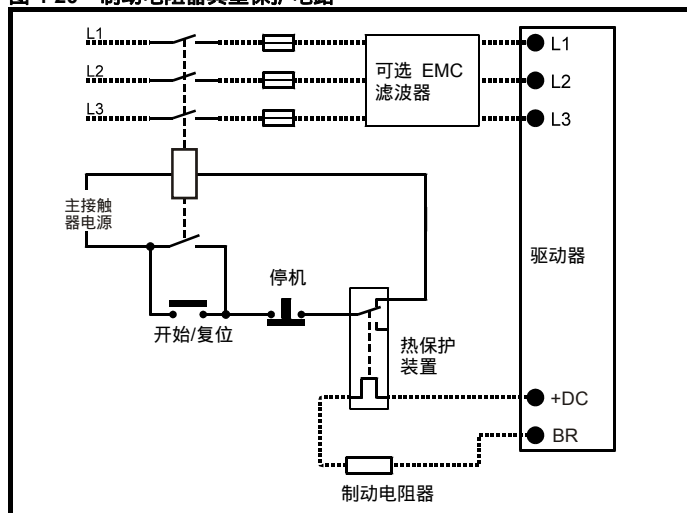 L1
L2
L3
可选 EMC
滤波器
L1
L2
L3
主接触
器电源
驱动器
停机
开始/复位
热保护
装置
+DC
BR
制动电阻器